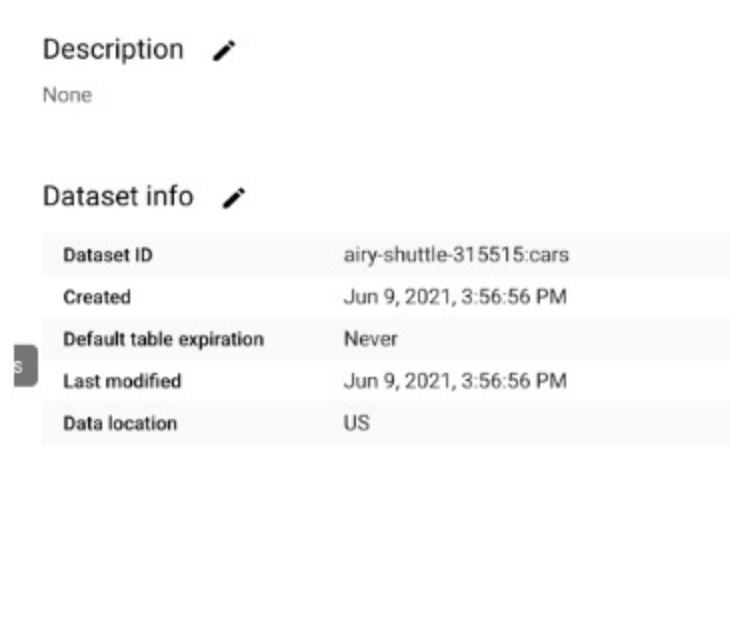 Description
None
Dataset info
Dataset ID airy-shuttle-315515:cars
Created Jun 9, 2021, 3:56:56 PM
Default table expiration Never
s
Last modified Jun 9, 2021, 3:56:56 PM
Data location US